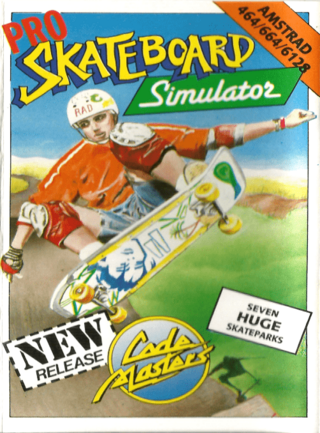 PRO
SKATEBOARD
Simulator
AMSTRAD
464/664/6128
RAD
SEVEN
HUGE
SKATEPARKS
NEW
RELEASE
Code
Masters